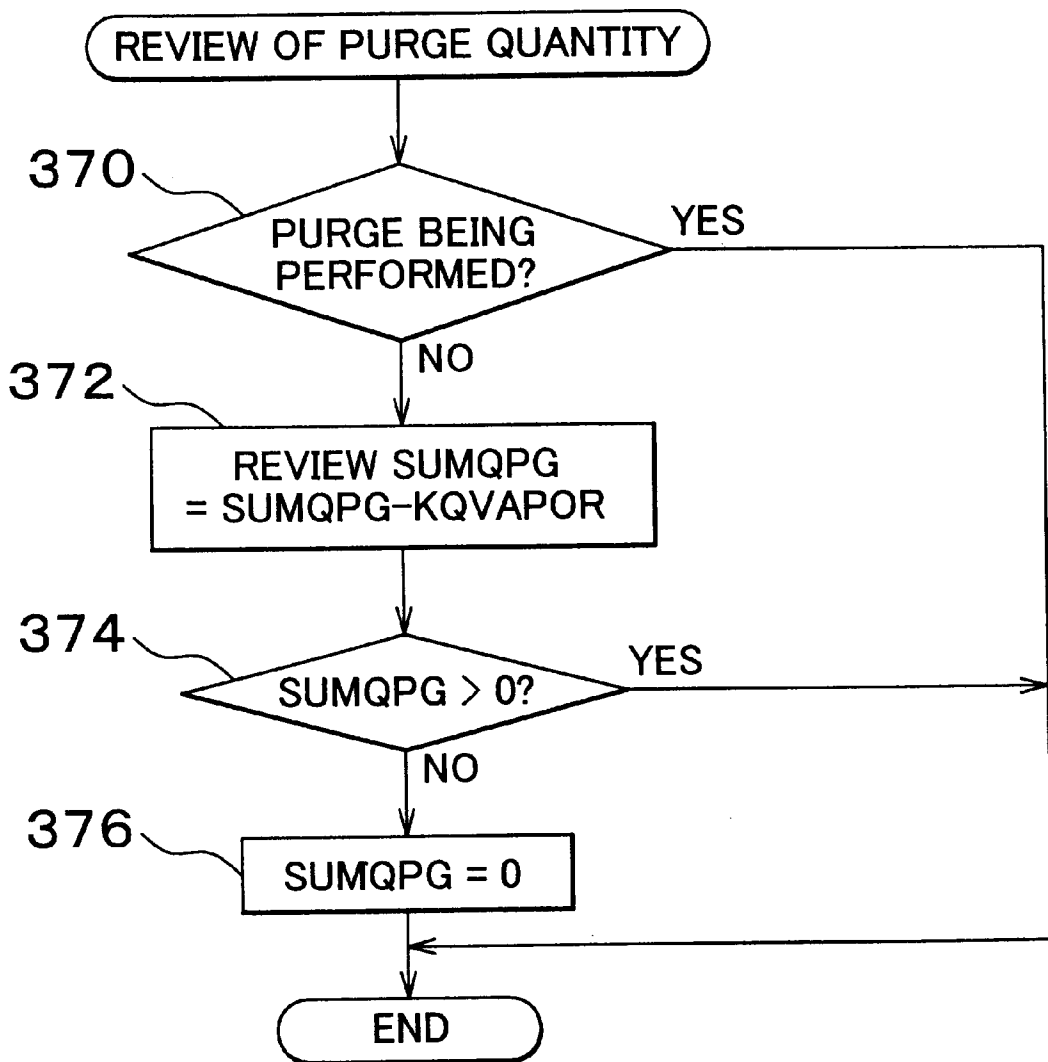 REVIEW OF PURGE QUANTITY
370
PURGE BEING
PERFORMED?
YES
NO
372
REVIEW SUMQPG
= SUMQPG-KQVAPOR
374
SUMQPG > 0?
YES
NO
376
SUMQPG = 0
END